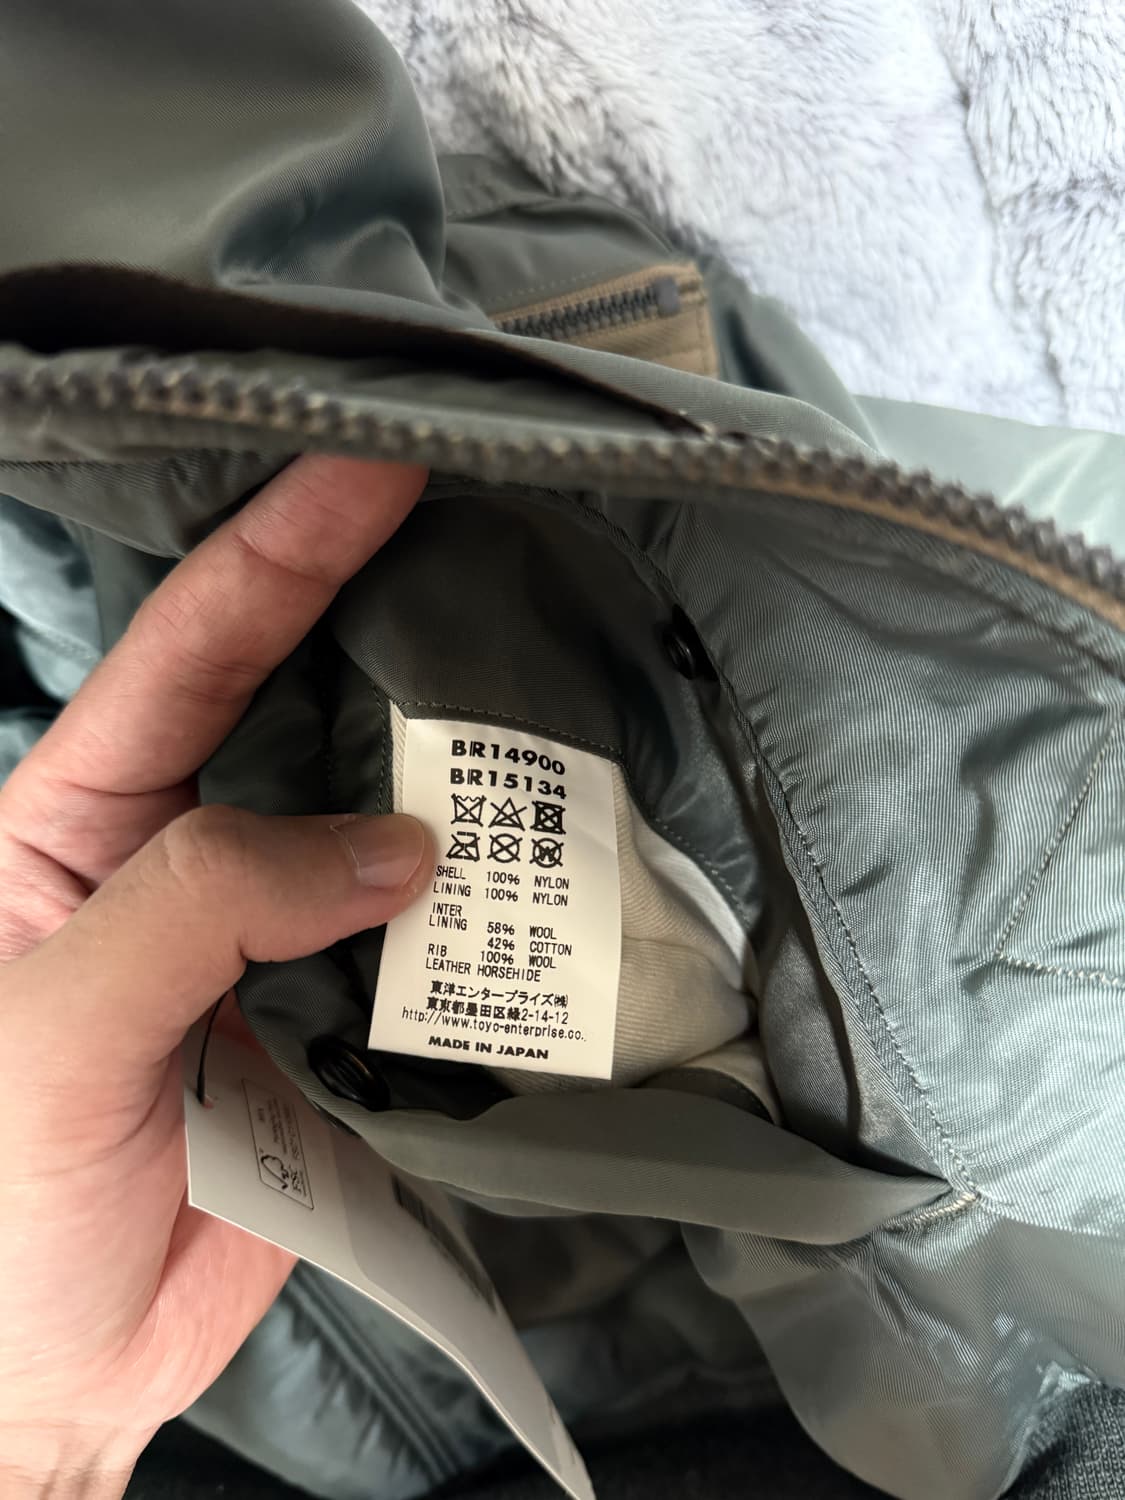 BR14900
BR15134
SHELL 100% NYLON
LINING 100% NYLON
INTER
LINING 58% WOOL
42% COTTON
RIB 100% WOOL
LEATHER HORSEHIDE
東洋エンタープライズ㈱
東京都墨田区緑2-14-12
http://www.toyo-enterprise.co.
MADE IN JAPAN
FSC